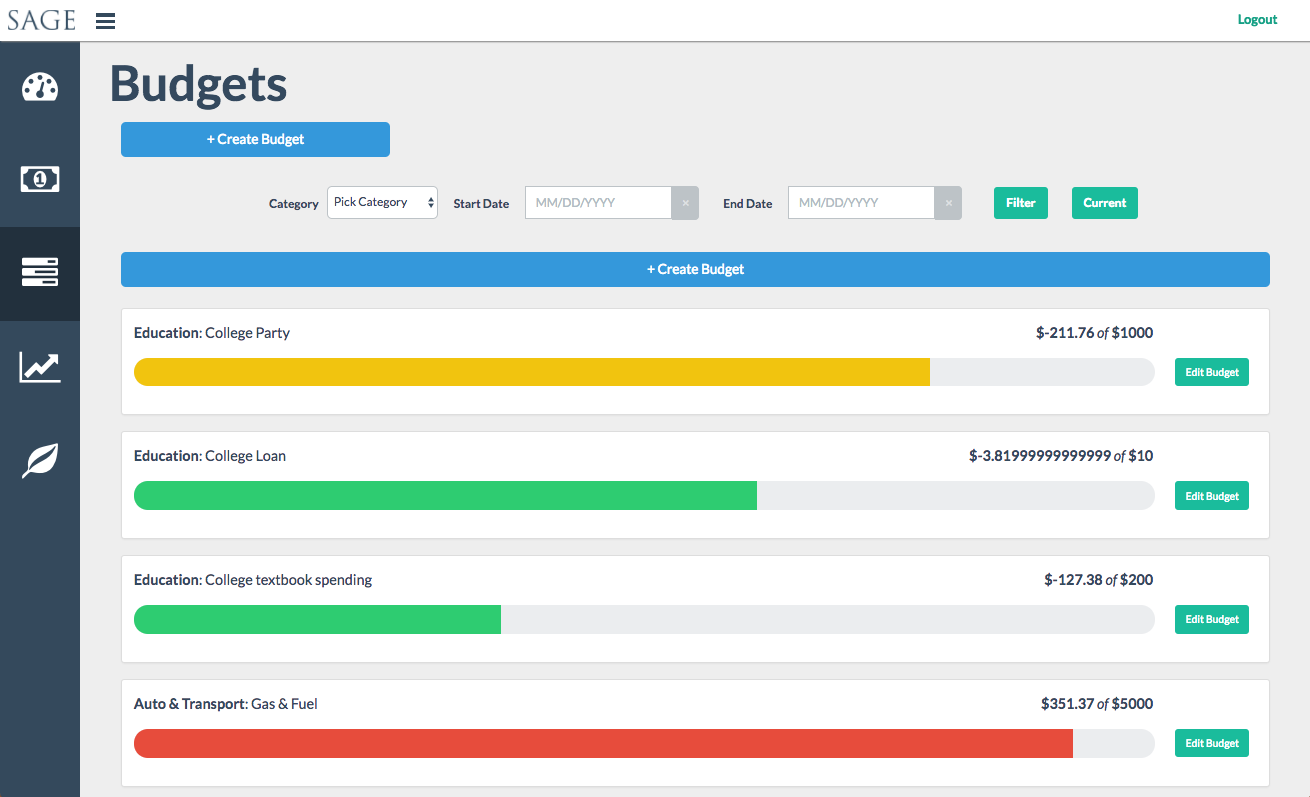 SAGE
Logout
Budgets
+ Create Budget
Category Pick Category Start Date MM/DD/YYYY × End Date MM/DD/YYYY × Filter Current
+ Create Budget
Education: College Party $-211.76 of $1000
Edit Budget
Education: College Loan $-3.81999999999999 of $10
Edit Budget
Education: College textbook spending $-127.38 of $200
Edit Budget
Auto & Transport: Gas & Fuel $351.37 of $5000
Edit Budget